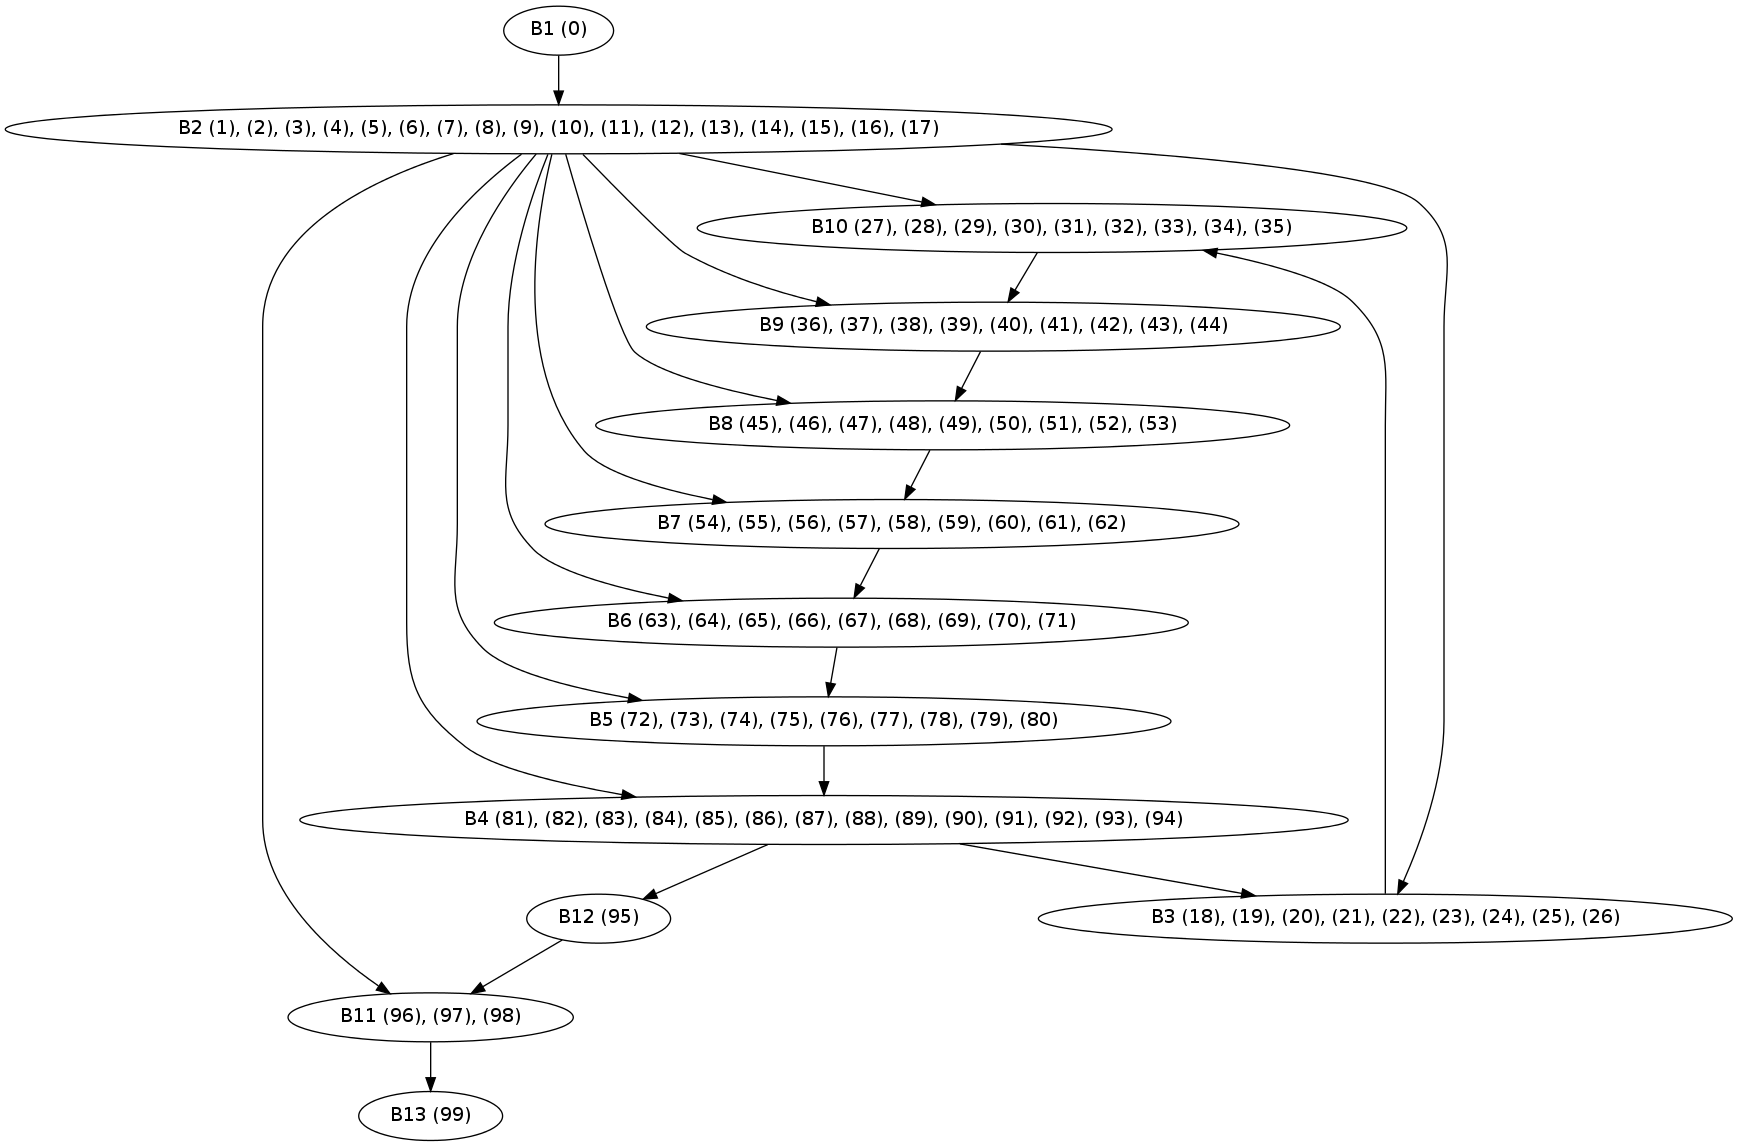 B1 (0)
B2 (1), (2), (3), (4), (5), (6), (7), (8), (9), (10), (11), (12), (13), (14), (15), (16), (17)
B10 (27), (28), (29), (30), (31), (32), (33), (34), (35)
B9 (36), (37), (38), (39), (40), (41), (42), (43), (44)
B8 (45), (46), (47), (48), (49), (50), (51), (52), (53)
B7 (54), (55), (56), (57), (58), (59), (60), (61), (62)
B6 (63), (64), (65), (66), (67), (68), (69), (70), (71)
B5 (72), (73), (74), (75), (76), (77), (78), (79), (80)
B4 (81), (82), (83), (84), (85), (86), (87), (88), (89), (90), (91), (92), (93), (94)
B12 (95)
B3 (18), (19), (20), (21), (22), (23), (24), (25), (26)
B11 (96), (97), (98)
B13 (99)